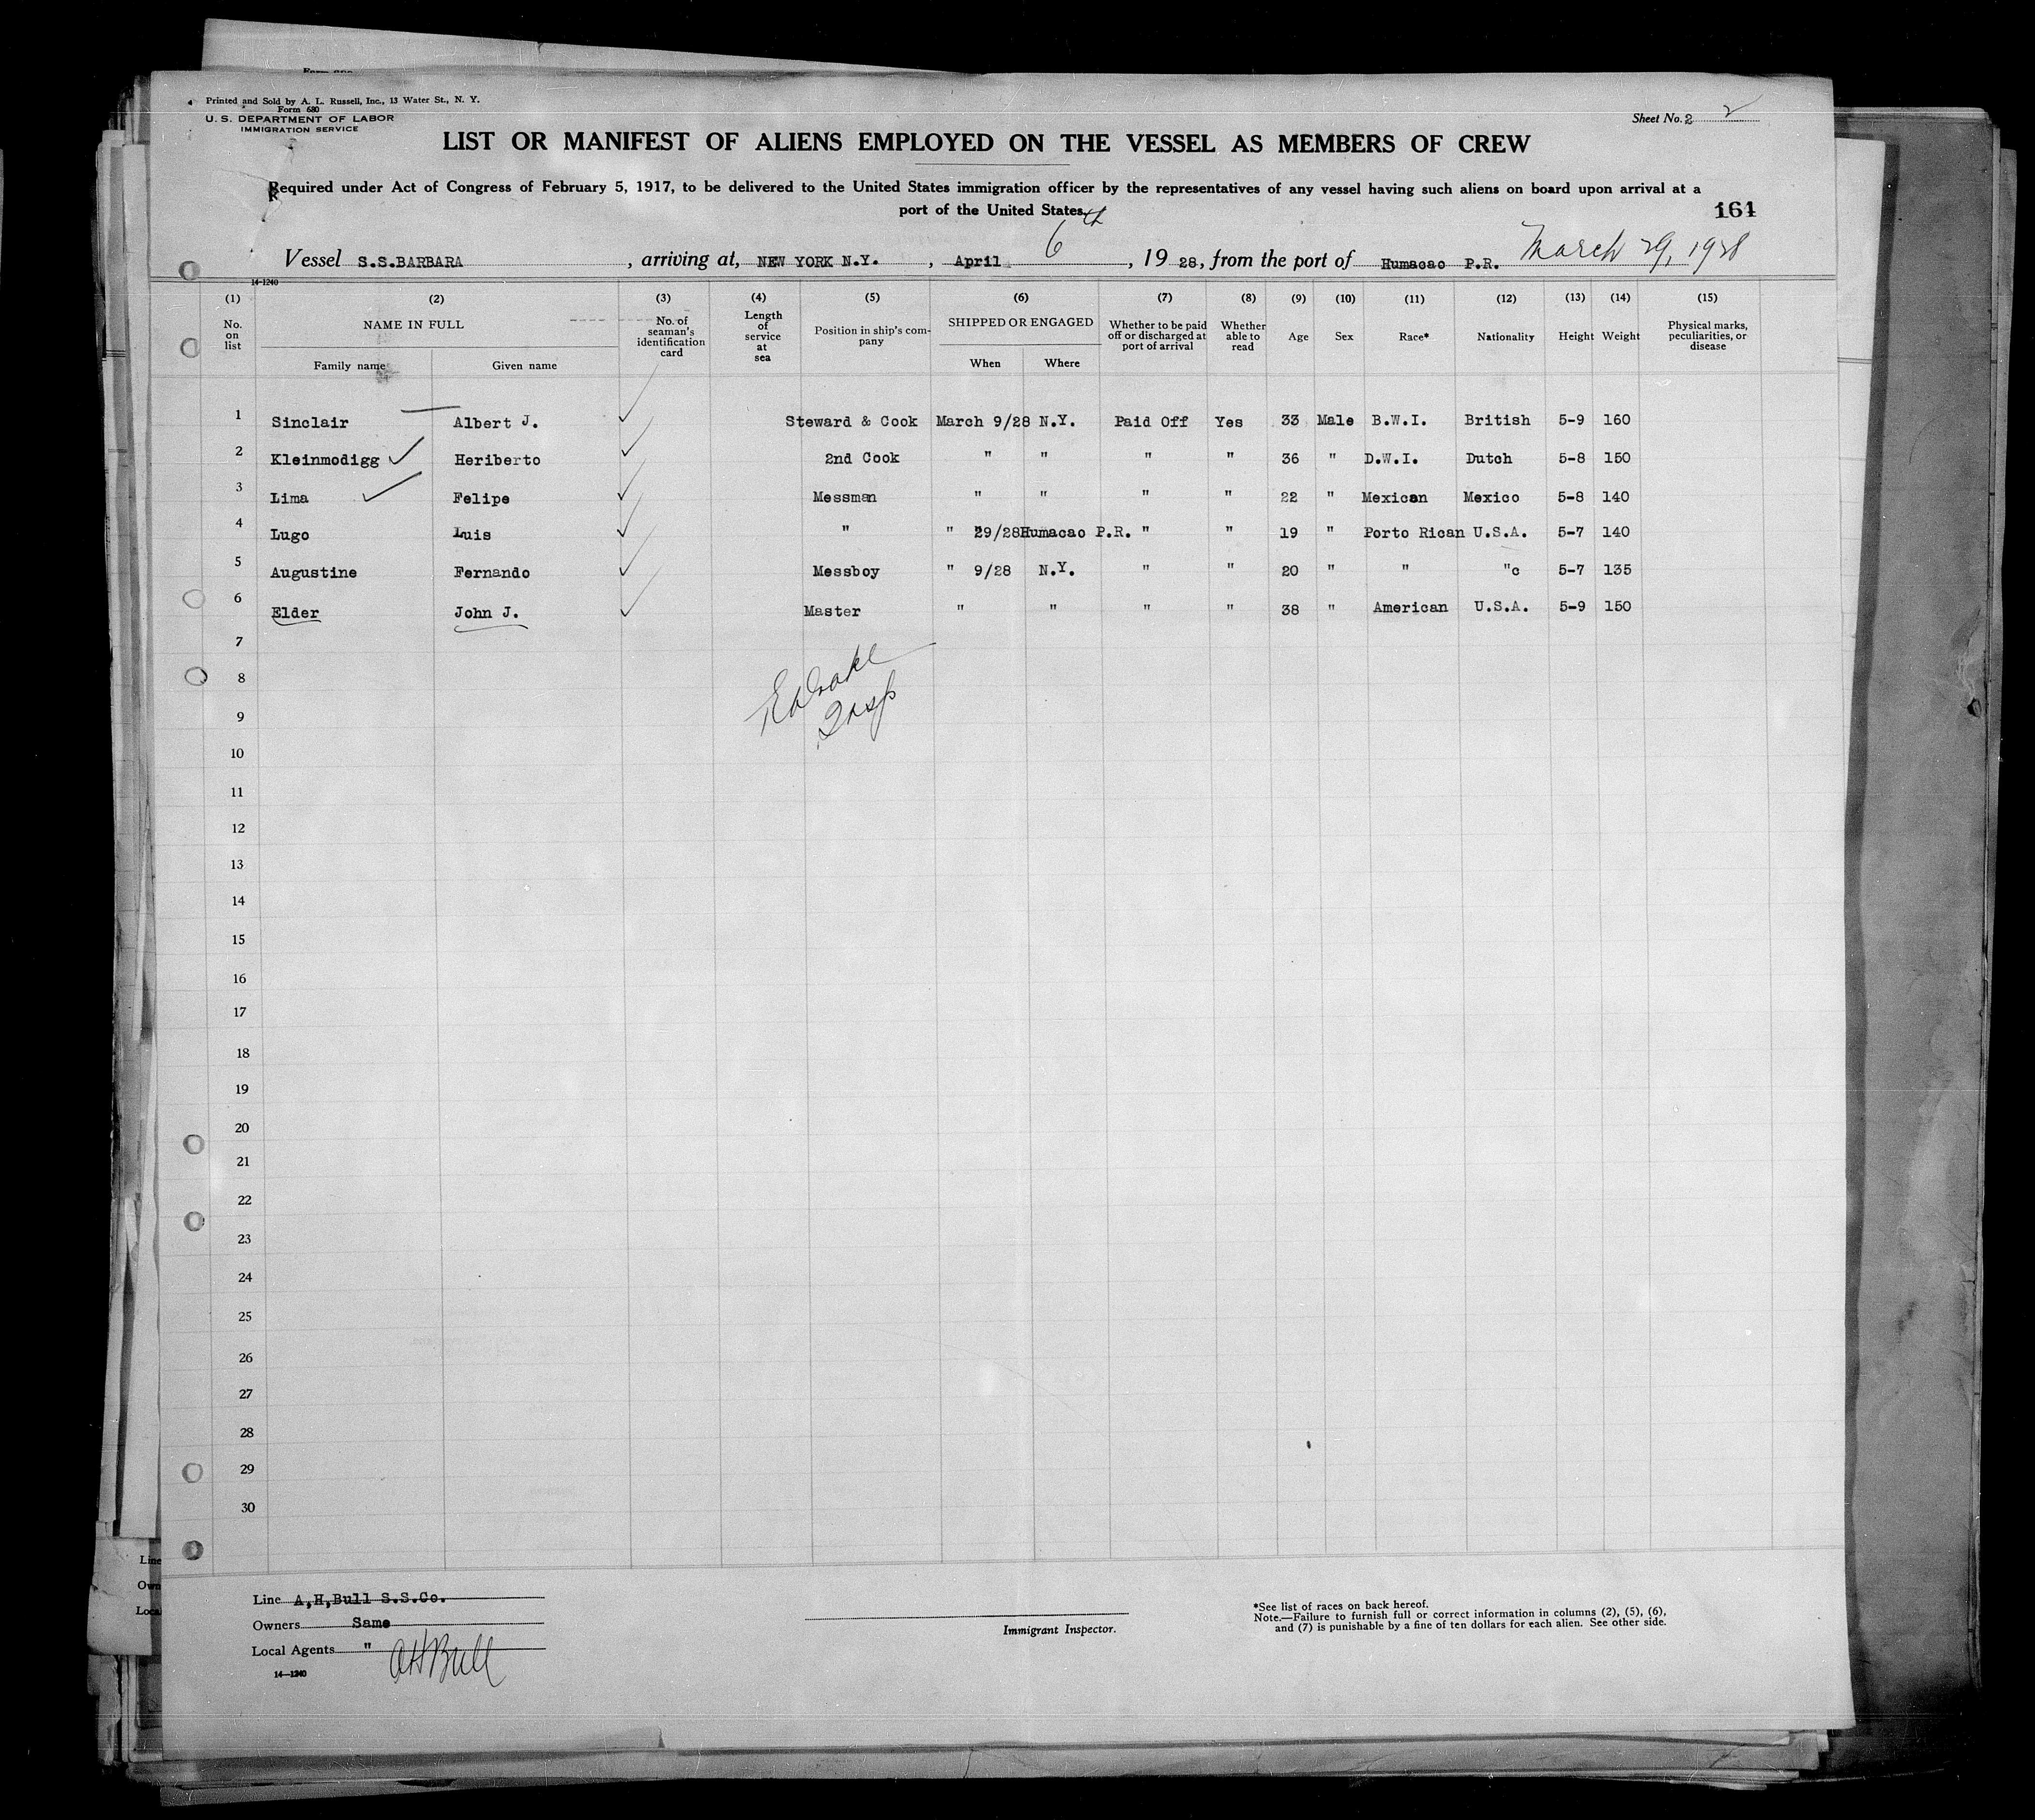 Printed and Sold by A. L. Russell, Inc., 13 Water St., N. Y.
Form 680
U. S. DEPARTMENT OF LABOR
IMMIGRATION SERVICE
Sheet No. 2 2
LIST OR MANIFEST OF ALIENS EMPLOYED ON THE VESSEL AS MEMBERS OF CREW
Required under Act of Congress of February 5, 1917, to be delivered to the United States immigration officer by the representatives of any vessel having such aliens on board upon arrival at a
port of the United States.
164
Vessel S.S.BARBARA, arriving at, NEW YORK N.Y., April 6th, 1928, from the port of Humacao P.R. March 29, 1928
14-1240
(1) (2) (3) (4) (5) (6) (7) (8) (9) (10) (11) (12) (13) (14) (15)
No. on list NAME IN FULL Family name Given name No. of seaman's identification card Length of service at sea Position in ship's company SHIPPED OR ENGAGED When Where Whether to be paid off or discharged at port of arrival Whether able to read Age Sex Race* Nationality Height Weight Physical marks, peculiarities, or disease
1 Sinclair Albert J. Steward & Cook March 9/28 N.Y. Paid Off Yes 33 Male B.W.I. British 5-9 160
2 Kleinmodigg Heriberto 2nd Cook " " " " 36 " D.W.I. Dutch 5-8 150
3 Lima Felipe Messman " " " " 22 " Mexican Mexico 5-8 140
4 Lugo Luis " " 29/28 Humacao P.R. " " 19 " Porto Rican U.S.A. 5-7 140
5 Augustine Fernando Messboy " 9/28 N.Y. " " 20 " " "c 5-7 135
6 Elder John J. Master " " " " 38 " American U.S.A. 5-9 150
7
8
9
10
11
12
13
14
15
16
17
18
19
20
21
22
23
24
25
26
27
28
29
30
Line A,H,Bull S.S.Co.
Owners Same
Local Agents " AHBull
14-1240
Immigrant Inspector.
*See list of races on back hereof.
Note.—Failure to furnish full or correct information in columns (2), (5), (6),
and (7) is punishable by a fine of ten dollars for each alien. See other side.